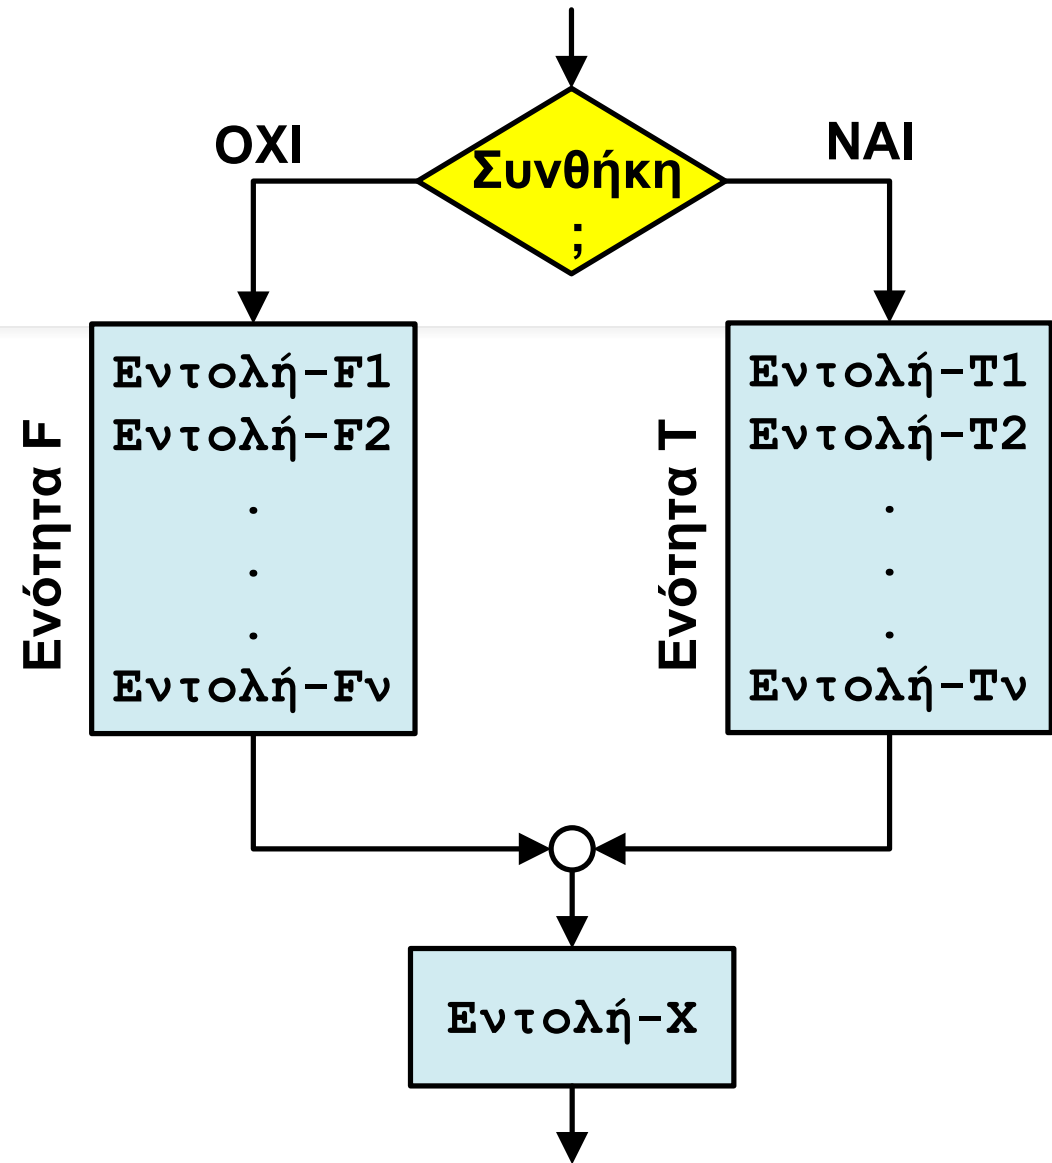 ΟΧΙ
ΝΑΙ
Συνθήκη
;
Ενότητα F
Εντολή-F1
Εντολή-F2
.
.
.
Εντολή-Fν
Ενότητα T
Εντολή-T1
Εντολή-T2
.
.
.
Εντολή-Tν
Εντολή-X